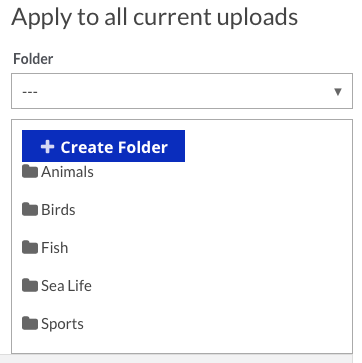 Apply to all current uploads
Folder
---
Create Folder
Animals
Birds
Fish
Sea Life
Sports